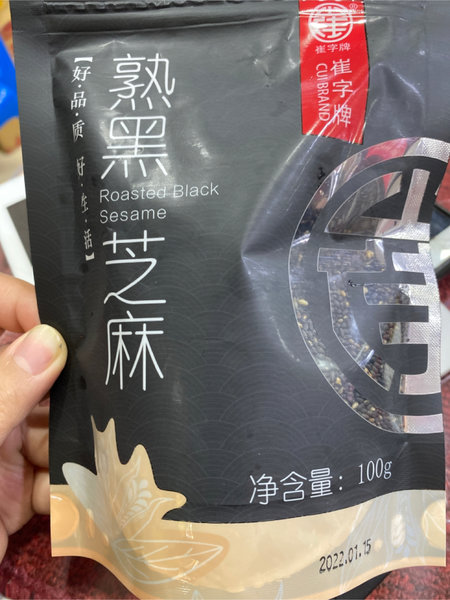 崔字牌
崔字牌
CUIBRAND
【好·品·质 好·生·活】
熟黑芝麻
Roasted Black
Sesame
净含量：100g
2022.01.15